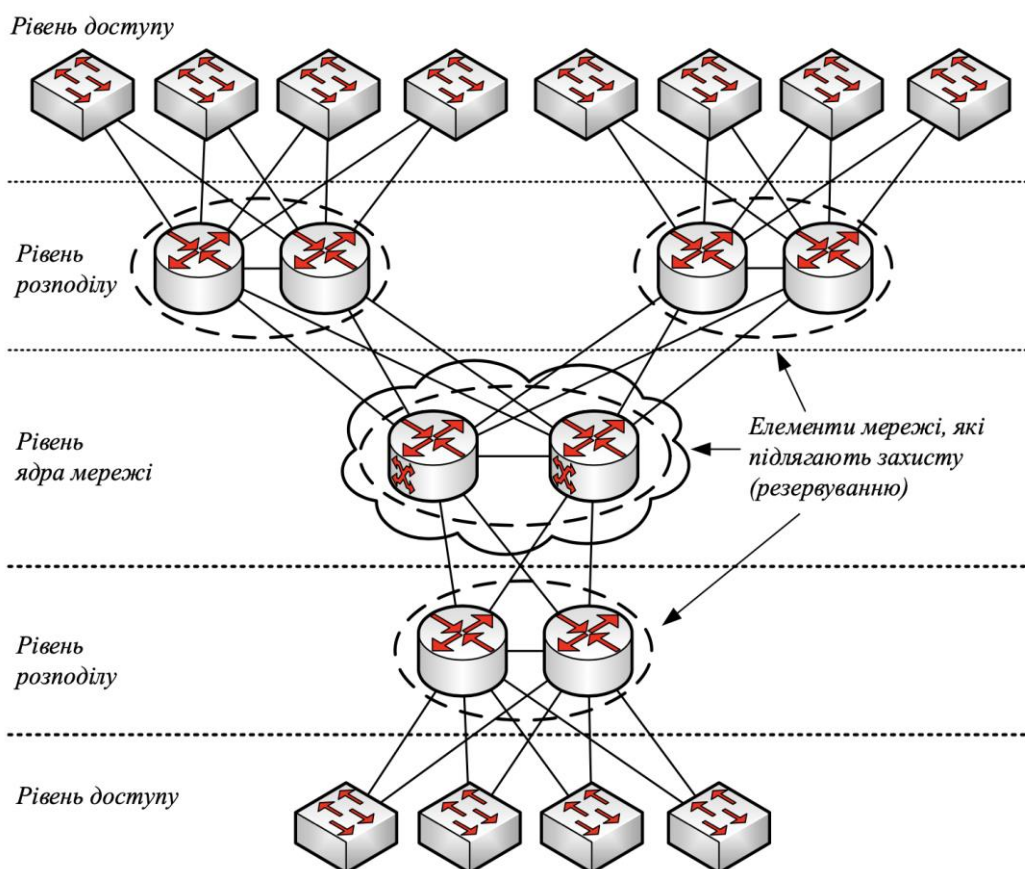 Рівень доступу
Рівень
розподілу
Рівень
ядра мережі
Елементи мережі, які
підлягають захисту
(резервуванню)
Рівень
розподілу
Рівень доступу